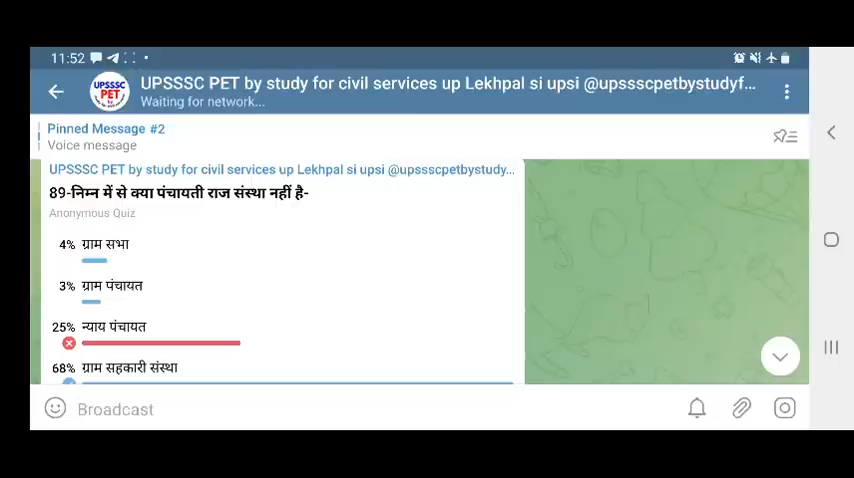 11:52
UPSSSC PET by study for civil services up Lekhpal si upsi @upssscpetbystudyf...
Waiting for network...
UPSSSC
PET
Pinned Message #2
Voice message
UPSSSC PET by study for civil services up Lekhpal si upsi @upssscpetbystudy...
89-निम्न में से क्या पंचायती राज संस्था नहीं है-
Anonymous Quiz
4% ग्राम सभा
3% ग्राम पंचायत
25% न्याय पंचायत
68% ग्राम सहकारी संस्था
Broadcast